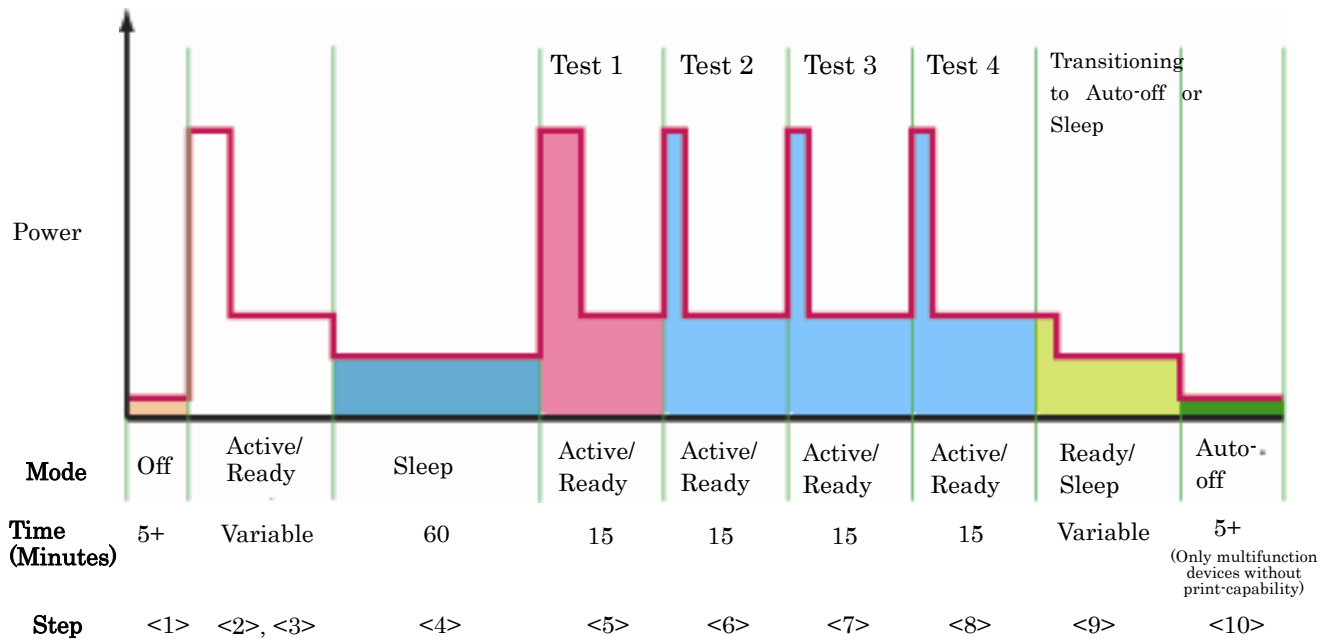 Test 1
Test 2
Test 3
Test 4
Transitioning
to Auto-off or
Sleep
Power
Mode
Off
Active/
Ready
Sleep
Active/
Ready
Active/
Ready
Active/
Ready
Active/
Ready
Ready/
Sleep
Auto-
off
Time
(Minutes)
5+
Variable
60
15
15
15
15
Variable
5+
(Only multifunction
devices without
print-capability)
Step
<1>
<2>, <3>
<4>
<5>
<6>
<7>
<8>
<9>
<10>